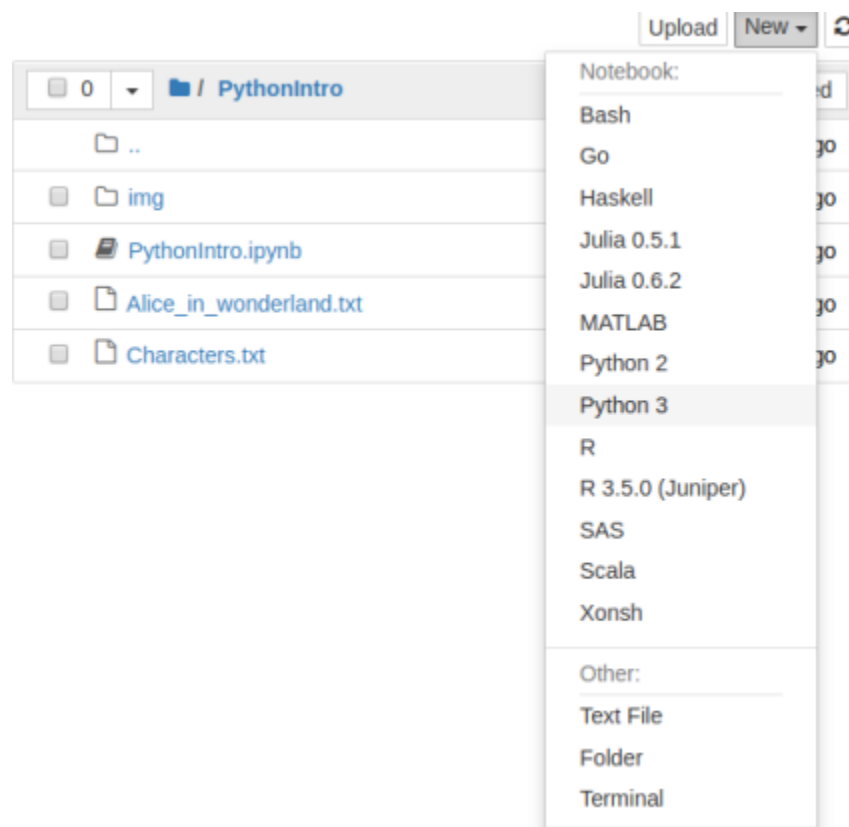 Upload New
0 / PythonIntro
..
img
PythonIntro.ipynb
Alice_in_wonderland.txt
Characters.txt
Notebook:
Bash
Go
Haskell
Julia 0.5.1
Julia 0.6.2
MATLAB
Python 2
Python 3
R
R 3.5.0 (Juniper)
SAS
Scala
Xonsh
Other:
Text File
Folder
Terminal